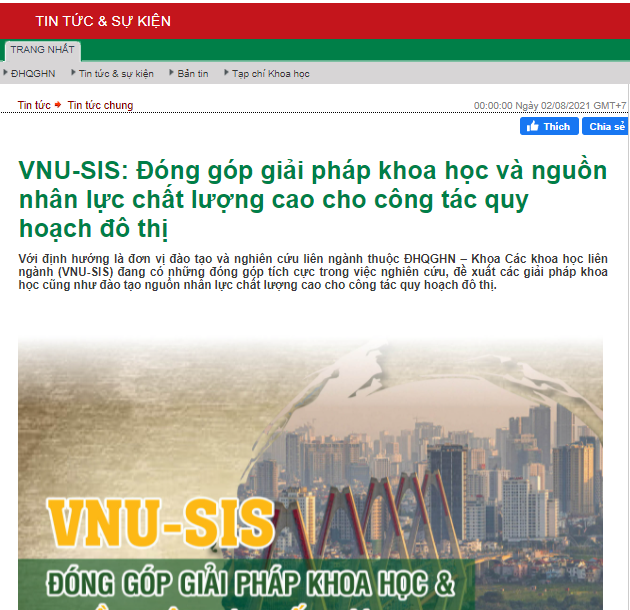 TIN TỨC & SỰ KIỆN
TRANG NHẤT
ĐHQGHN Tin tức & sự kiện Bản tin Tạp chí Khoa học
Tin tức Tin tức chung 00:00:00 Ngày 02/08/2021 GMT+7
Thích Chia sẻ
VNU-SIS: Đóng góp giải pháp khoa học và nguồn
nhân lực chất lượng cao cho công tác quy
hoạch đô thị
Với định hướng là đơn vị đào tạo và nghiên cứu liên ngành thuộc ĐHQGHN – Khoa Các khoa học liên
ngành (VNU-SIS) đang có những đóng góp tích cực trong việc nghiên cứu, đề xuất các giải pháp khoa
học cũng như đào tạo nguồn nhân lực chất lượng cao cho công tác quy hoạch đô thị.
VNU-SIS
ĐÓNG GÓP GIẢI PHÁP KHOA HỌC &